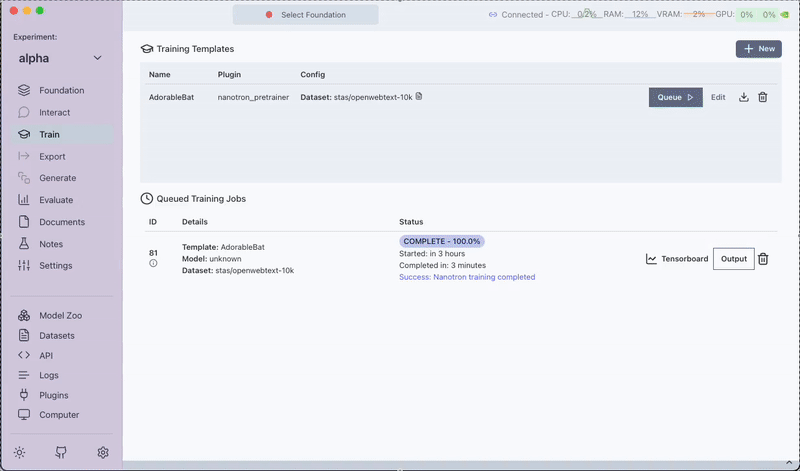 Select Foundation
Connected - CPU: 0.2% RAM: 12% VRAM: 2% GPU: 0% 0%
Experiment:
alpha
Foundation
Interact
Train
Export
Generate
Evaluate
Documents
Notes
Settings
Model Zoo
Datasets
API
Logs
Plugins
Computer
Training Templates
New
Name Plugin Config
AdorableBat nanotron_pretrainer Dataset: stas/openwebtext-10k Queue Edit
Queued Training Jobs
ID Details Status
81
Template: AdorableBat
Model: unknown
Dataset: stas/openwebtext-10k
COMPLETE - 100.0%
Started: in 3 hours
Completed in: 3 minutes
Success: Nanotron training completed
Tensorboard Output